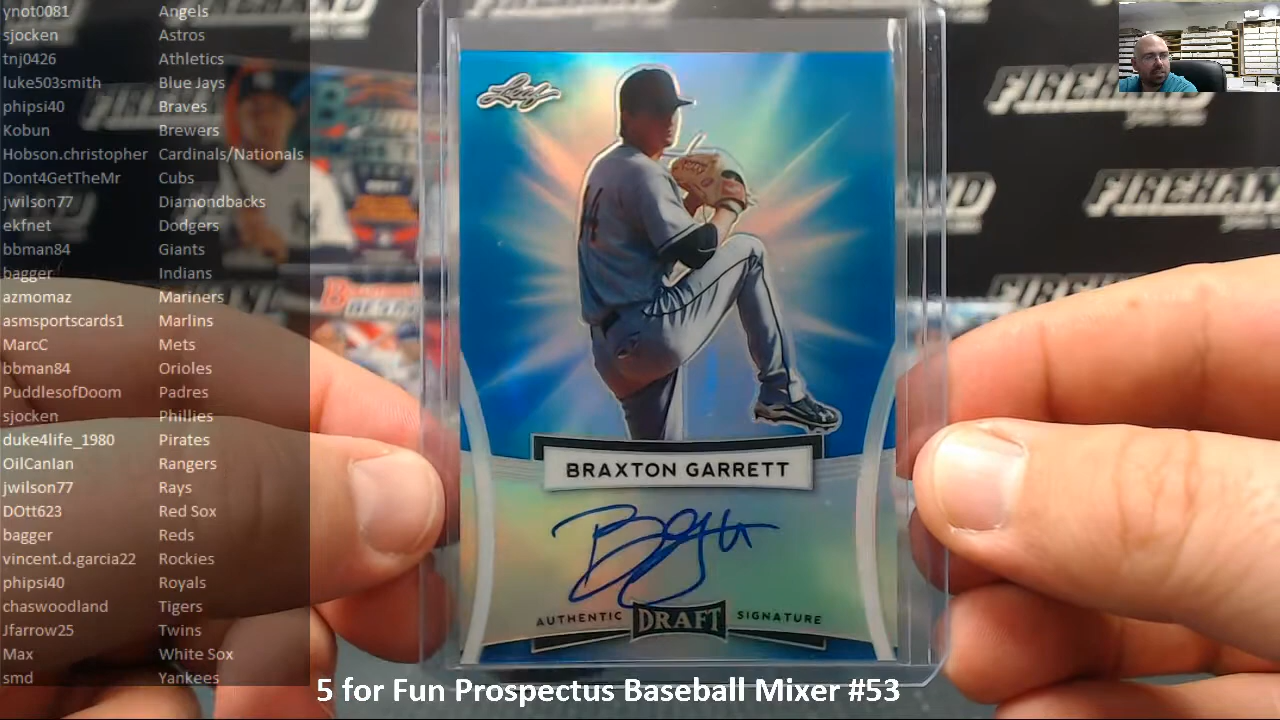 ynot0081 Angels
sjocken Astros
tnj0426 Athletics
luke503smith Blue Jays
phipsi40 Braves
Kobun Brewers
Hobson.christopher Cardinals/Nationals
Dont4GetTheMr Cubs
jwilson77 Diamondbacks
ekfnet Dodgers
bbman84 Giants
bagger Indians
azmomaz Mariners
asmsportscards1 Marlins
MarcC Mets
bbman84 Orioles
PuddlesofDoom Padres
sjocken Phillies
duke4life_1980 Pirates
OilCanIan Rangers
jwilson77 Rays
DOtt623 Red Sox
bagger Reds
vincent.d.garcia22 Rockies
phipsi40 Royals
chaswoodland Tigers
Jfarrow25 Twins
Max White Sox
smd Yankees
Leaf
BRAXTON GARRETT
AUTHENTIC DRAFT SIGNATURE
FIREHAND
FIREHAND
FIREHAND
5 for Fun Prospectus Baseball Mixer #53